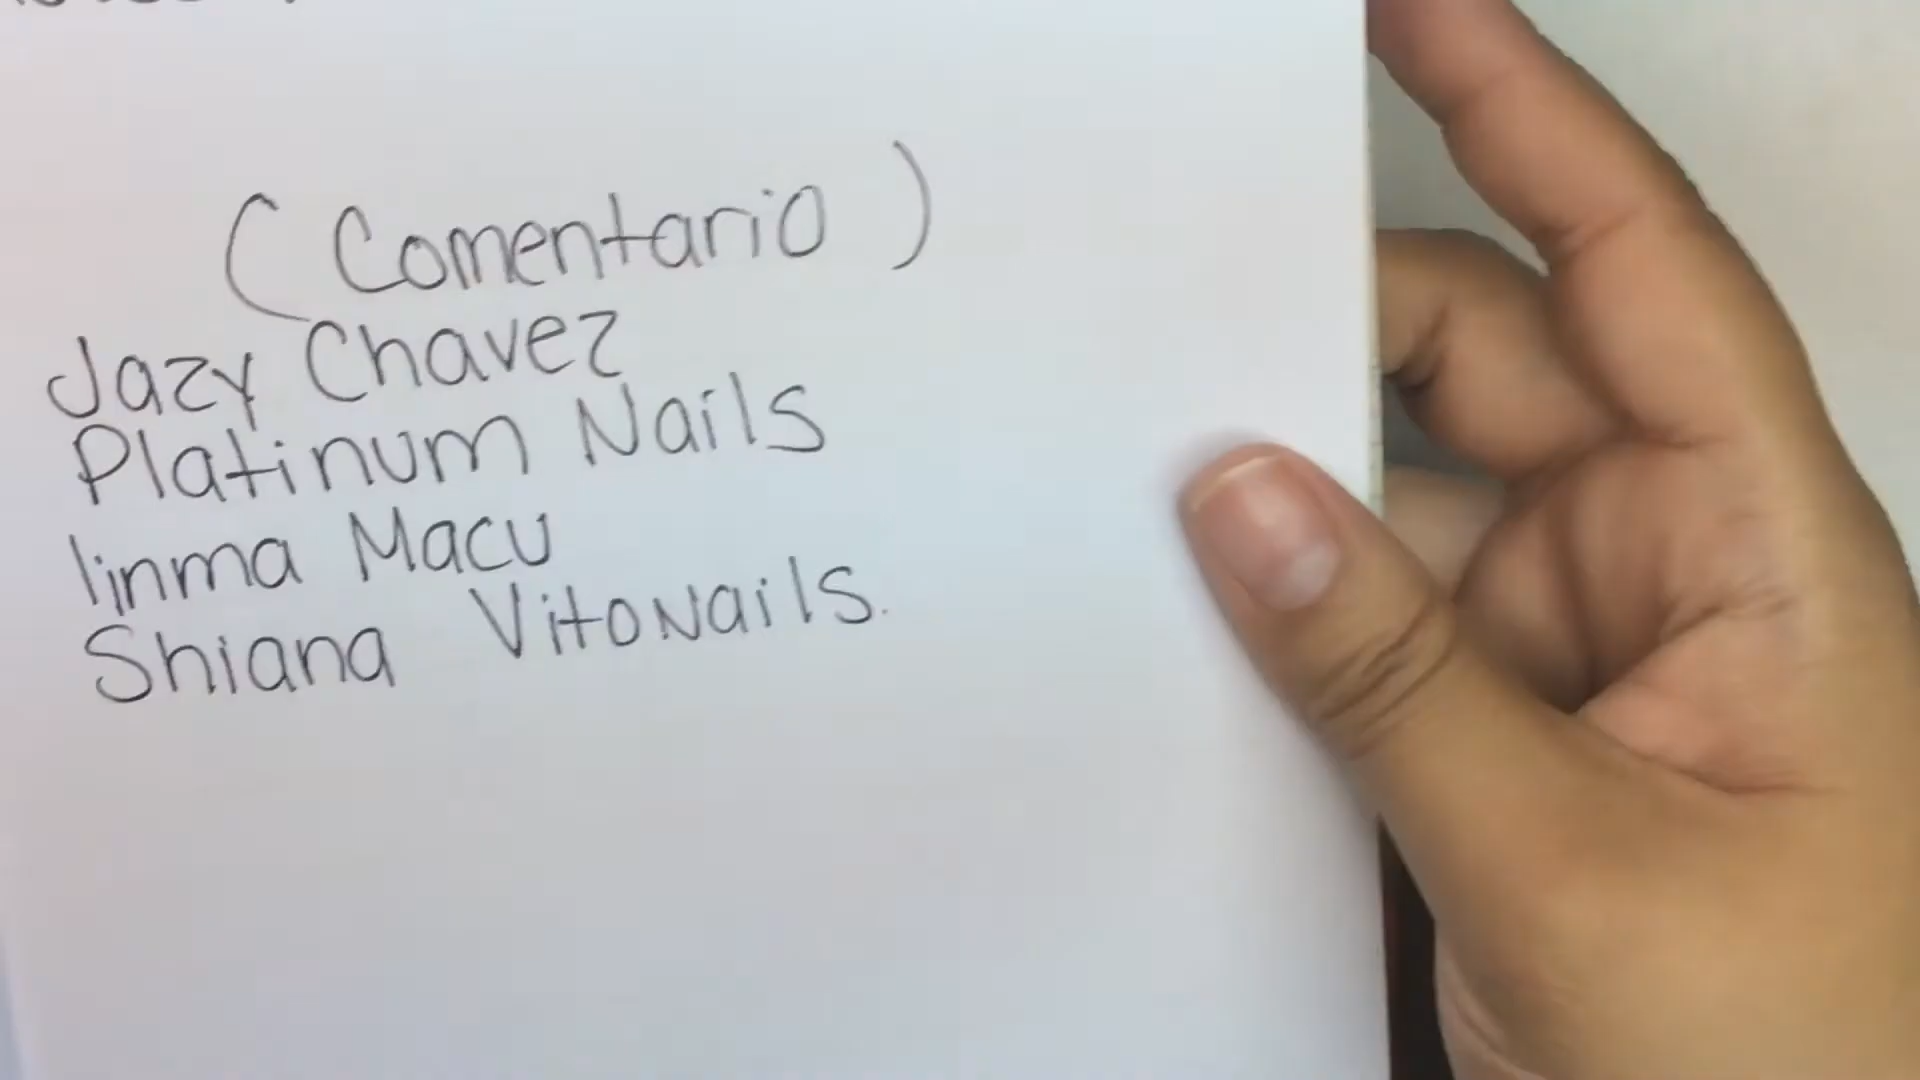 ( Comentario )
Jazy Chavez
Platinum Nails
linma Macu
Shiana VitoNails.